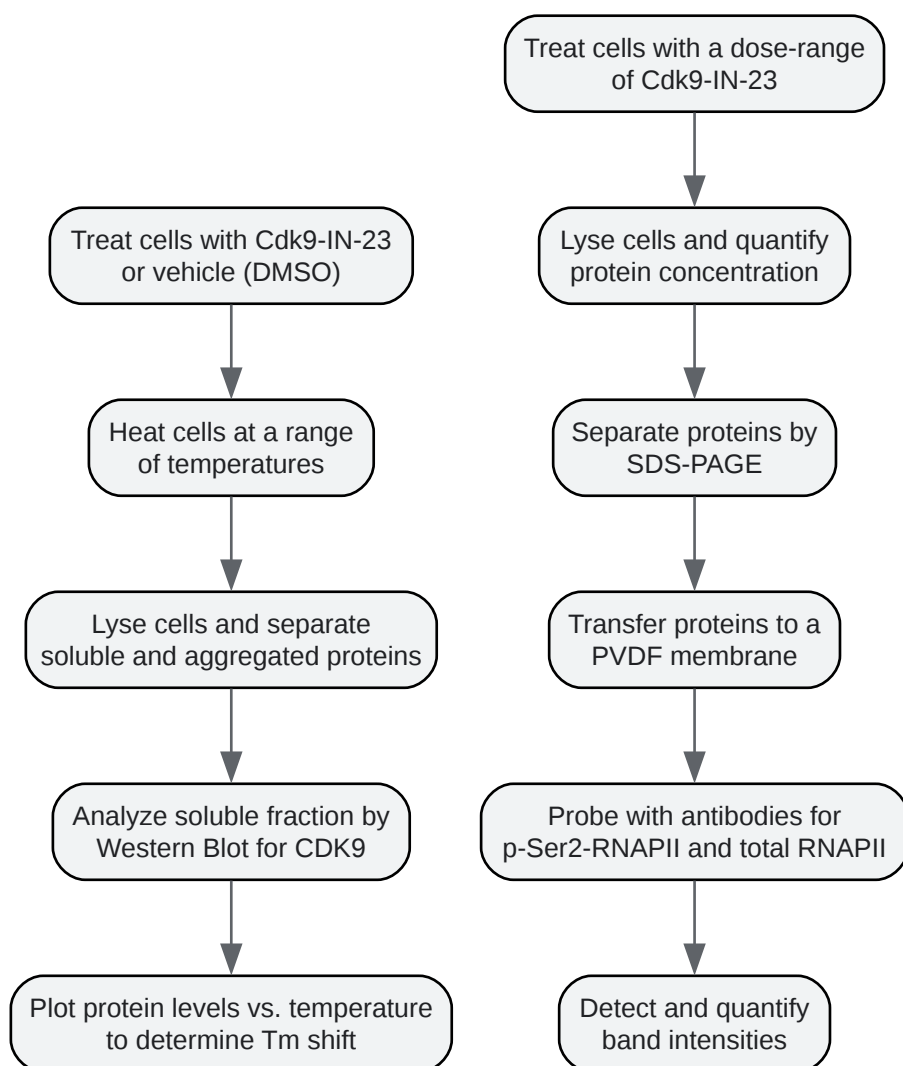 Treat cells with Cdk9-IN-23
or vehicle (DMSO)
Heat cells at a range
of temperatures
Lyse cells and separate
soluble and aggregated proteins
Analyze soluble fraction by
Western Blot for CDK9
Plot protein levels vs. temperature
to determine Tm shift
Treat cells with a dose-range
of Cdk9-IN-23
Lyse cells and quantify
protein concentration
Separate proteins by
SDS-PAGE
Transfer proteins to a
PVDF membrane
Probe with antibodies for
p-Ser2-RNAPII and total RNAPII
Detect and quantify
band intensities